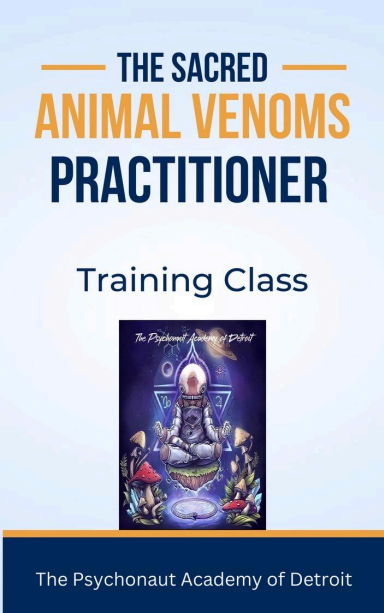 THE SACRED
ANIMAL VENOMS
PRACTITIONER
Training Class
The Psychonaut Academy of Detroit
The Psychonaut Academy of Detroit